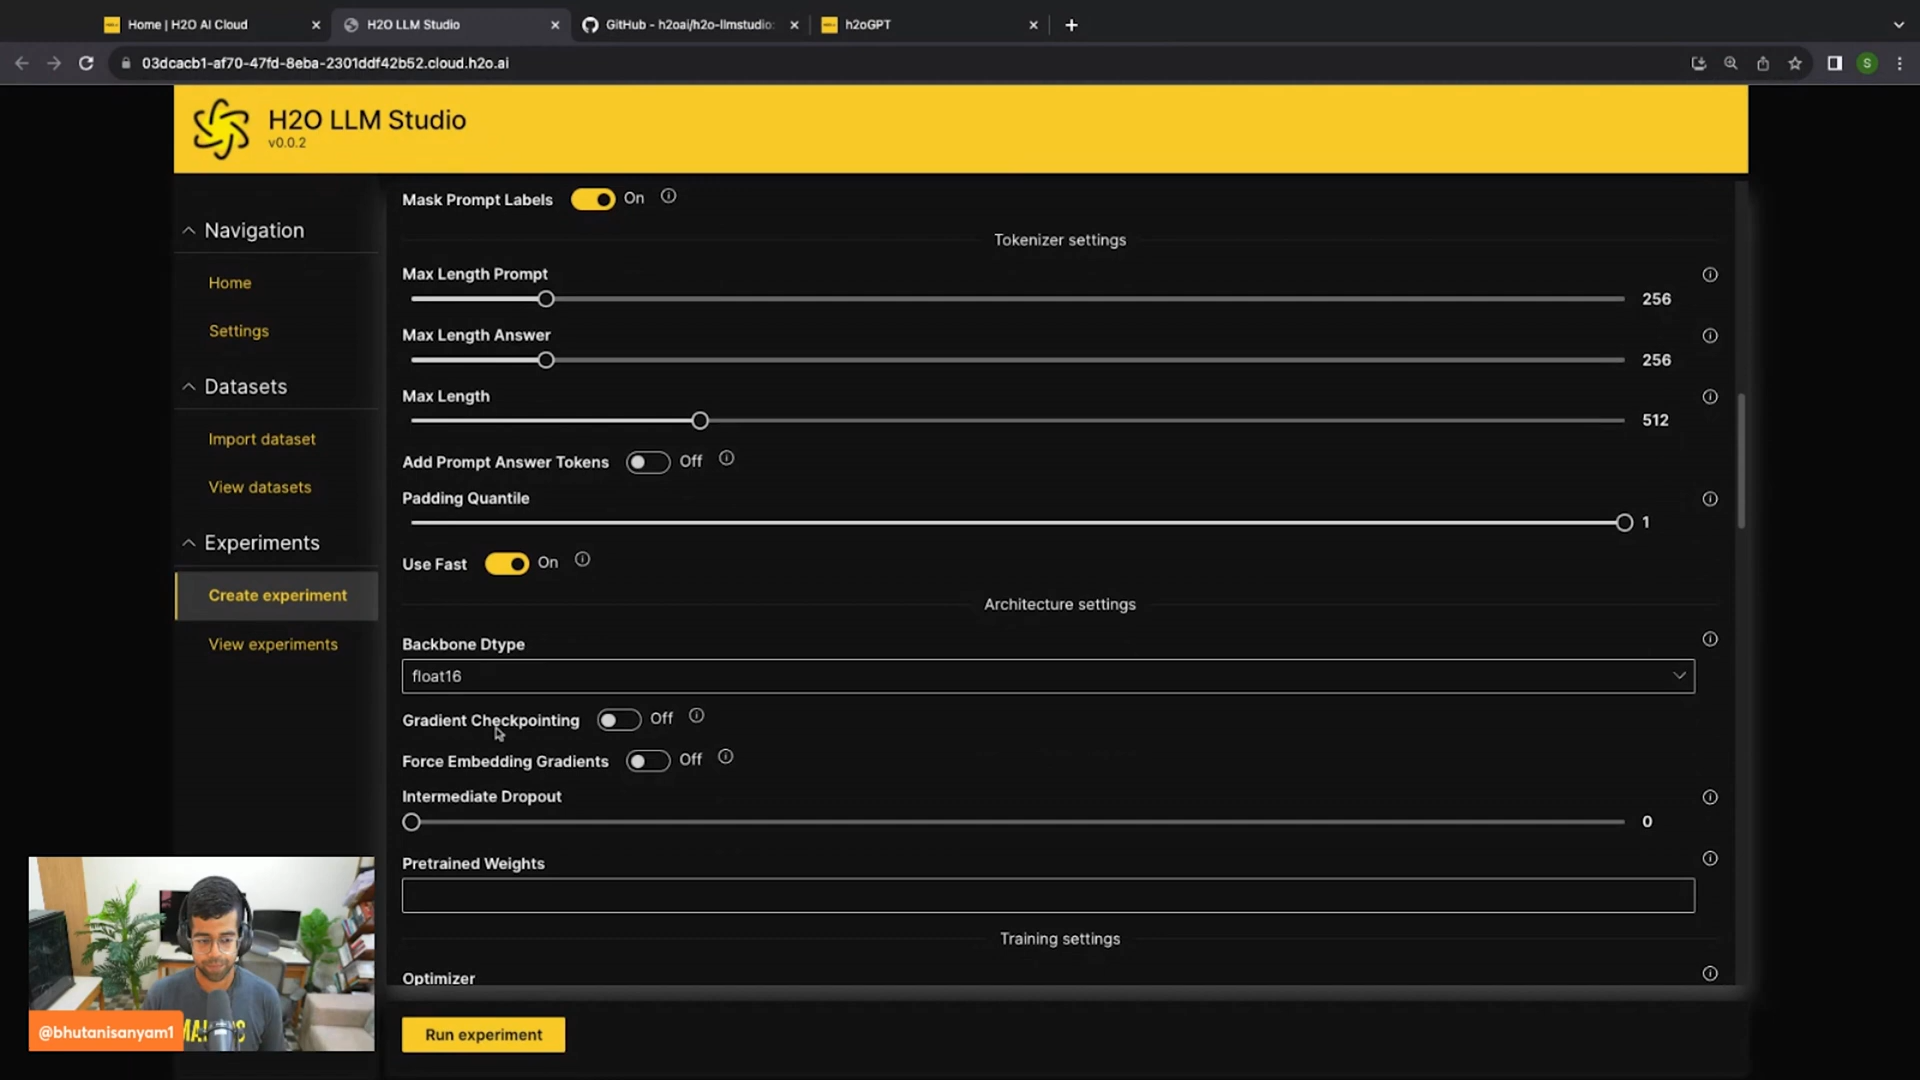 Home | H2O AI Cloud
H2O LLM Studio
GitHub - h2oai/h2o-llmstudio:
h2oGPT
03dcacb1-af70-47fd-8eba-2301ddf42b52.cloud.h2o.ai
S
H2O LLM Studio
v0.0.2
Navigation
Home
Settings
Datasets
Import dataset
View datasets
Experiments
Create experiment
View experiments
Mask Prompt Labels On
Tokenizer settings
Max Length Prompt
256
Max Length Answer
256
Max Length
512
Add Prompt Answer Tokens Off
Padding Quantile
1
Use Fast On
Architecture settings
Backbone Dtype
float16
Gradient Checkpointing Off
Force Embedding Gradients Off
Intermediate Dropout
0
Pretrained Weights
Training settings
Optimizer
Run experiment
@bhutanisanyam1